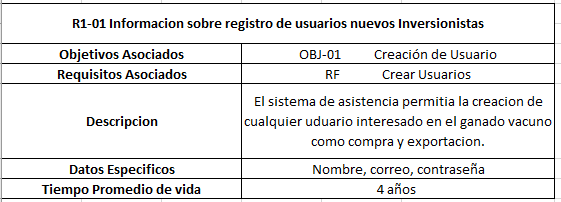 R1-01 Informacion sobre registro de usuarios nuevos Inversionistas
Objetivos Asociados OBJ-01 Creación de Usuario
Requisitos Asociados RF Crear Usuarios
Descripcion
El sistema de asistencia permitia la creacion de
cualquier uduario interesado en el ganado vacuno
como compra y exportacion.
Datos Especificos Nombre, correo, contraseña
Tiempo Promedio de vida 4 años